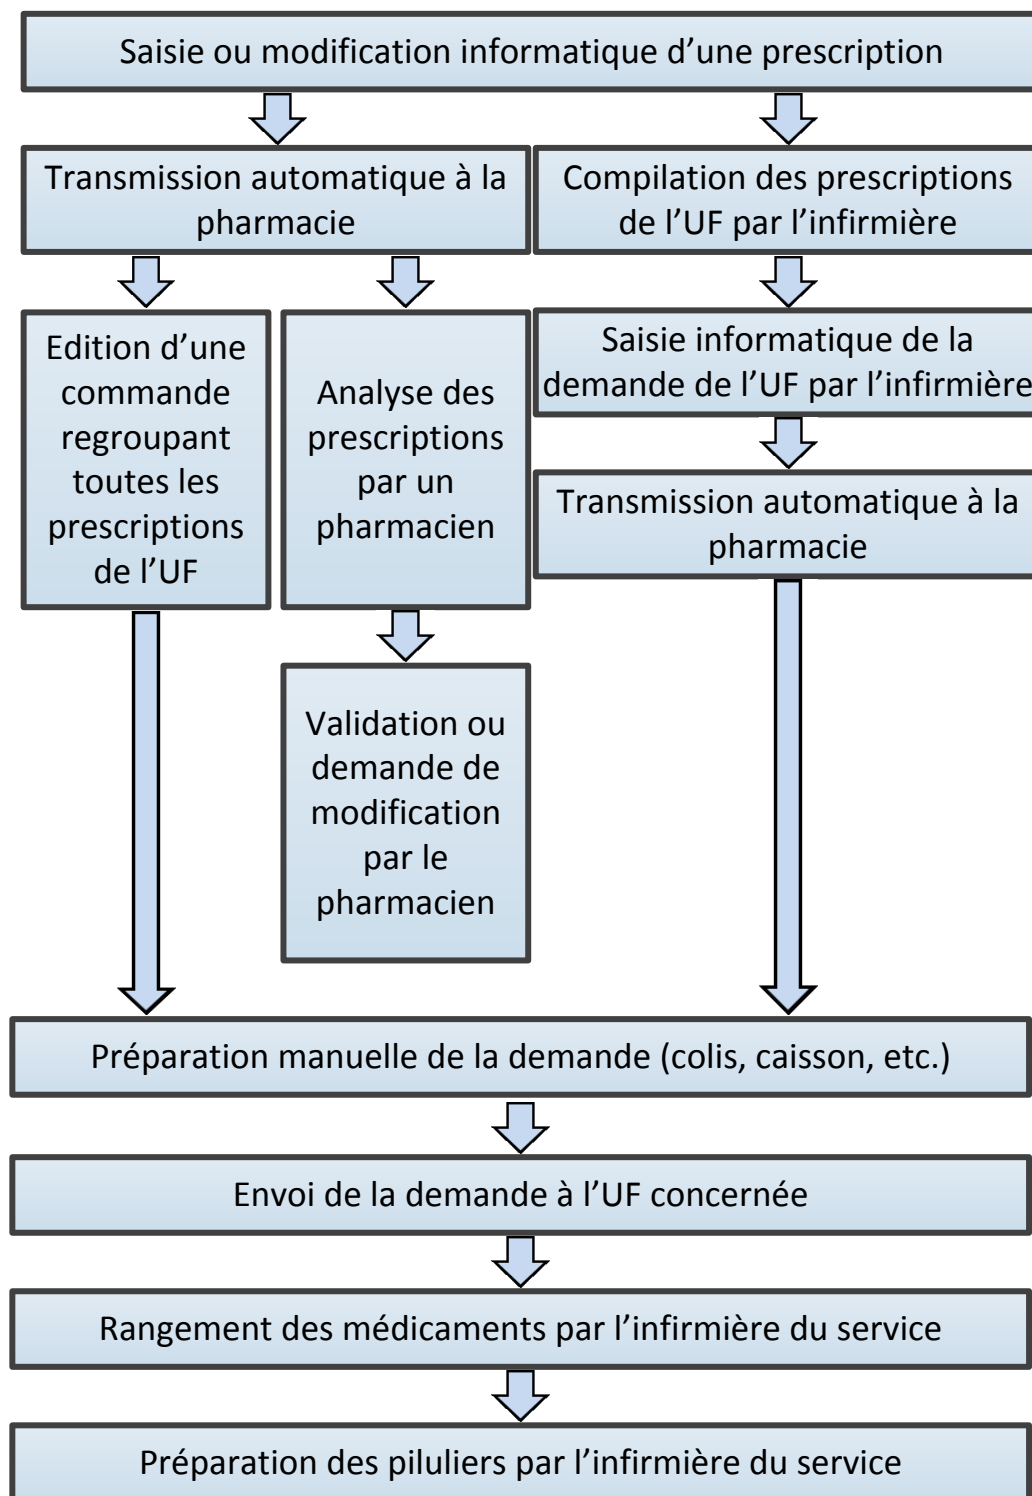 Saisie ou modification informatique d’une prescription
Transmission automatique à la
pharmacie
Compilation des prescriptions
de l’UF par l’infirmière
Edition d’une
commande
regroupant
toutes les
prescriptions
de l’UF
Analyse des
prescriptions
par un
pharmacien
Saisie informatique de la
demande de l’UF par l’infirmière
Transmission automatique à la
pharmacie
Validation ou
demande de
modification
par le
pharmacien
Préparation manuelle de la demande (colis, caisson, etc.)
Envoi de la demande à l’UF concernée
Rangement des médicaments par l’infirmière du service
Préparation des piluliers par l’infirmière du service